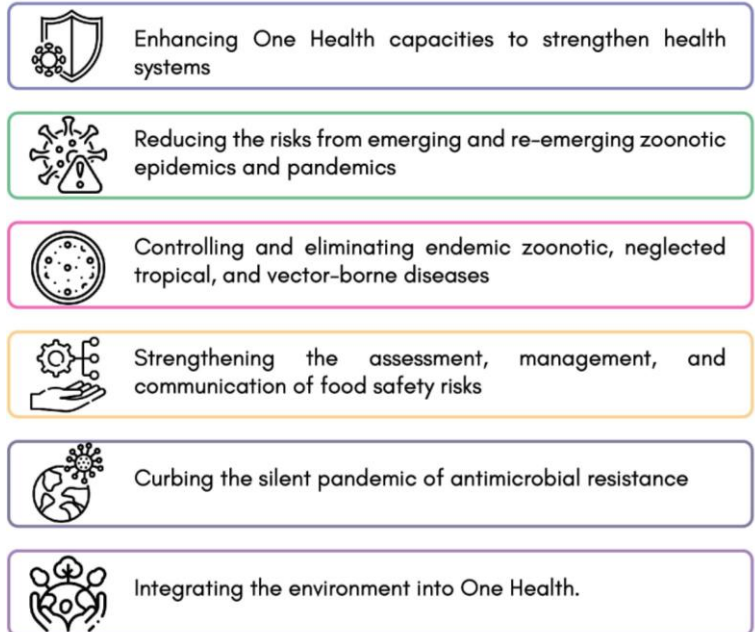 Enhancing One Health capacities to strengthen health
systems
Reducing the risks from emerging and re-emerging zoonotic
epidemics and pandemics
Controlling and eliminating endemic zoonotic, neglected
tropical, and vector-borne diseases
Strengthening the assessment, management, and
communication of food safety risks
Curbing the silent pandemic of antimicrobial resistance
Integrating the environment into One Health.